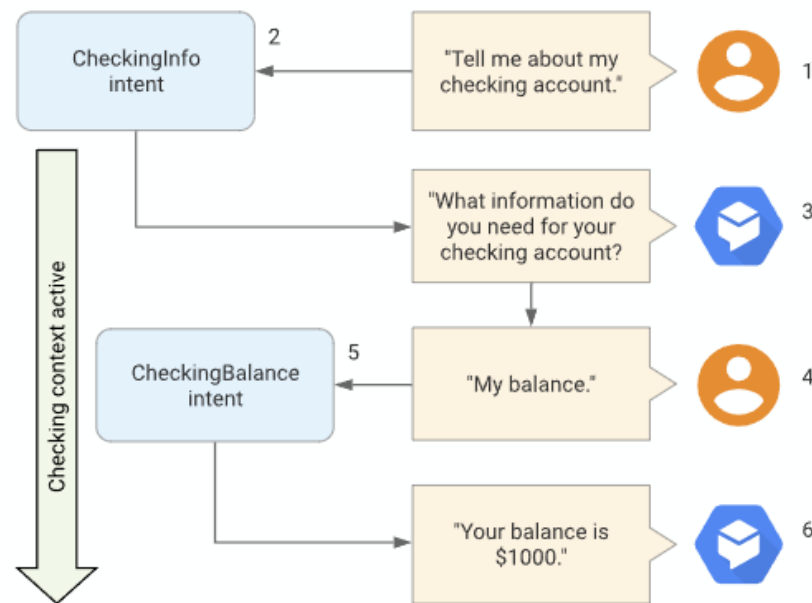 CheckingInfo
intent
2
"Tell me about my
checking account."
1
"What information do
you need for your
checking account?
3
Checking context active
CheckingBalance
intent
5
"My balance."
4
"Your balance is
$1000."
6